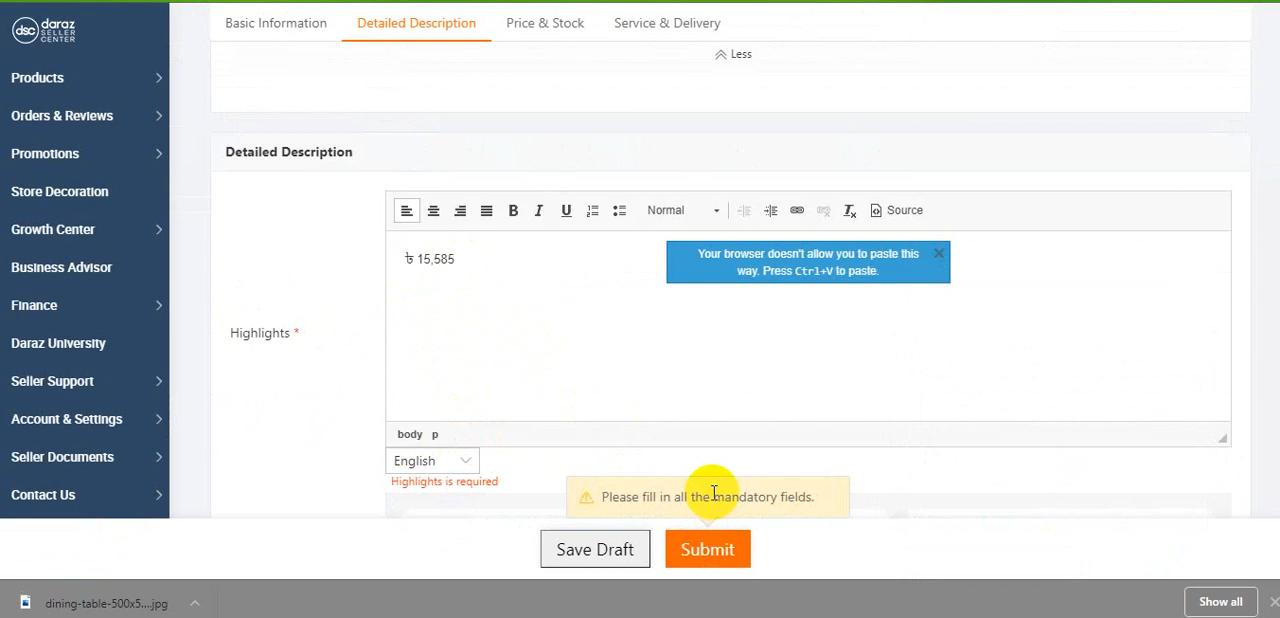 Basic Information
Detailed Description
Price & Stock
Service & Delivery
dsc daraz
SELLER
CENTER
Less
Products
Orders & Reviews
Promotions
Store Decoration
Growth Center
Business Advisor
Finance
Daraz University
Seller Support
Account & Settings
Seller Documents
Contact Us
Detailed Description
B I U Normal Source
৳ 15,585
Your browser doesn't allow you to paste this
way. Press Ctrl+V to paste.
Highlights *
body p
English
Highlights is required
Please fill in all the mandatory fields.
Save Draft
Submit
dining-table-500x5....jpg
Show all